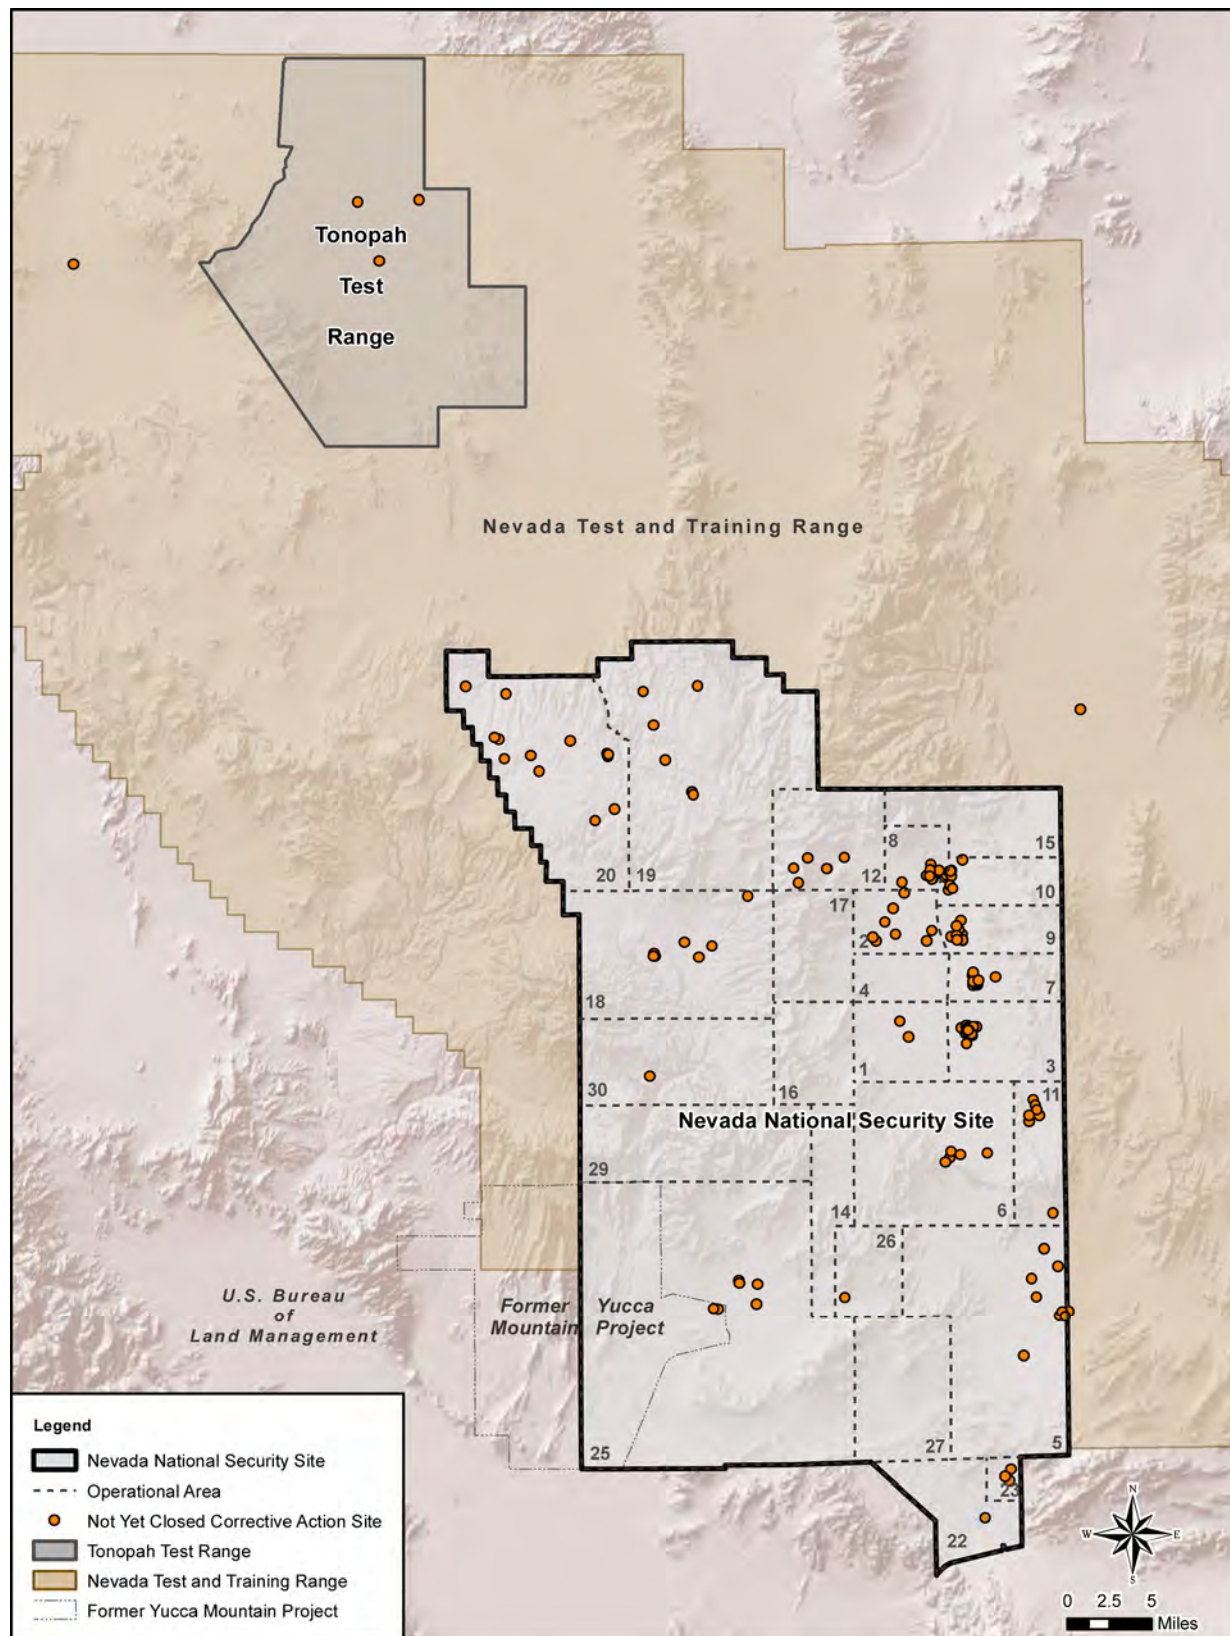 Tonopah
Test
Range
Nevada Test and Training Range
8
15
20
19
12
10
17
2
9
18
4
7
30
16
1
3
11
Nevada National Security Site
29
14
6
26
U.S. Bureau
of
Land Management
Former Yucca
Mountain Project
25
27
5
23
22
Legend
Nevada National Security Site
Operational Area
Not Yet Closed Corrective Action Site
Tonopah Test Range
Nevada Test and Training Range
Former Yucca Mountain Project
N
W E
S
0 2.5 5
Miles